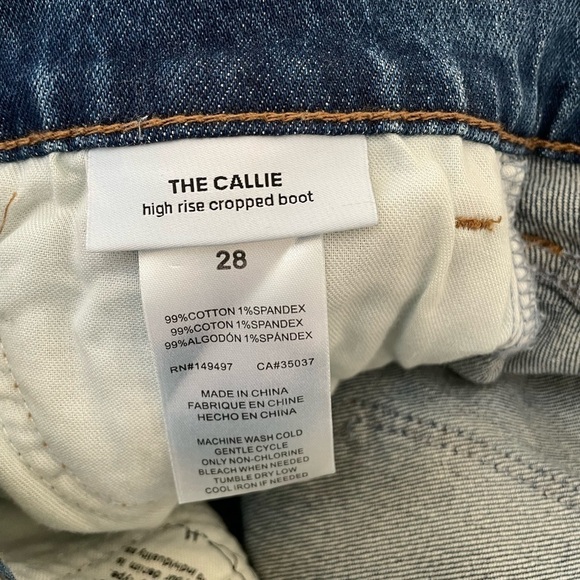 THE CALLIE
high rise cropped boot
28
99%COTTON 1%SPANDEX
99%COTON 1%SPANDEX
99%ALGODÓN 1%SPÁNDEX
RN#149497 CA#35037
MADE IN CHINA
FABRIQUE EN CHINE
HECHO EN CHINA
MACHINE WASH COLD
GENTLE CYCLE
ONLY NON-CHLORINE
BLEACH WHEN NEEDED
TUMBLE DRY LOW
COOL IRON IF NEEDED